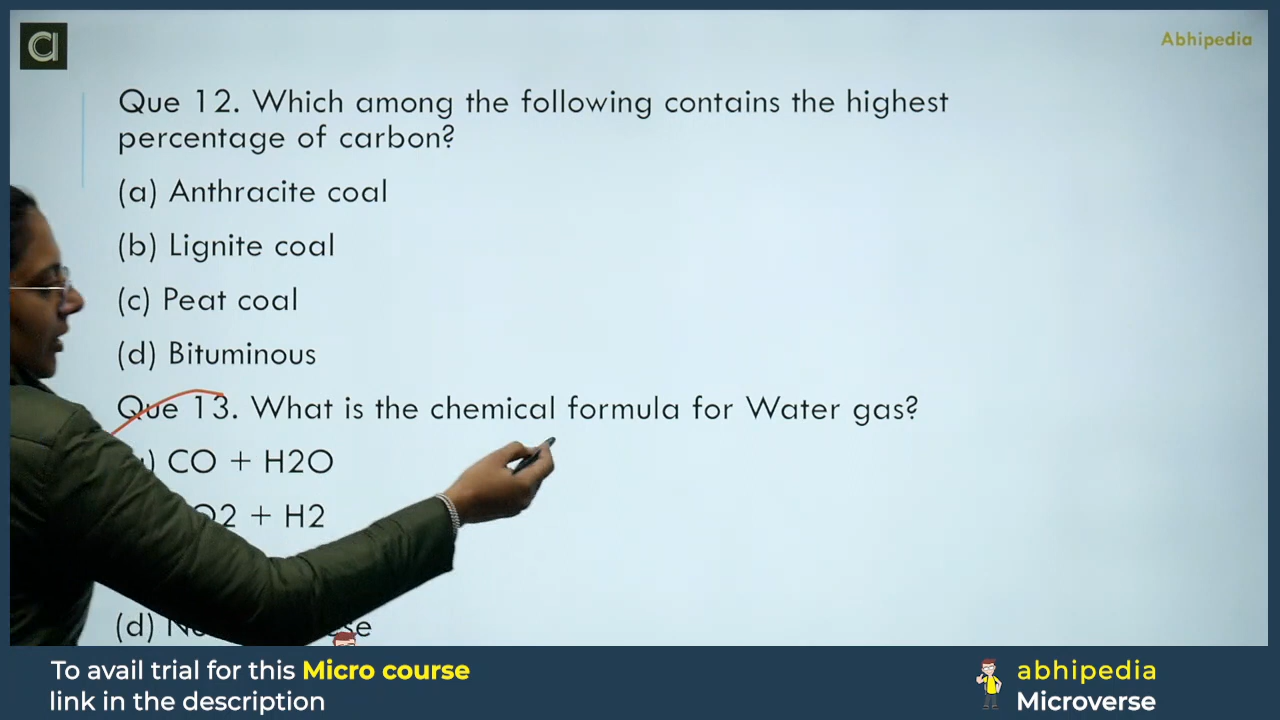 Abhipedia
Que 12. Which among the following contains the highest
percentage of carbon?
(a) Anthracite coal
(b) Lignite coal
(c) Peat coal
(d) Bituminous
Que 13. What is the chemical formula for Water gas?
) CO + H2O
O2 + H2
(d)
To avail trial for this Micro course
link in the description
abhipedia
Microverse